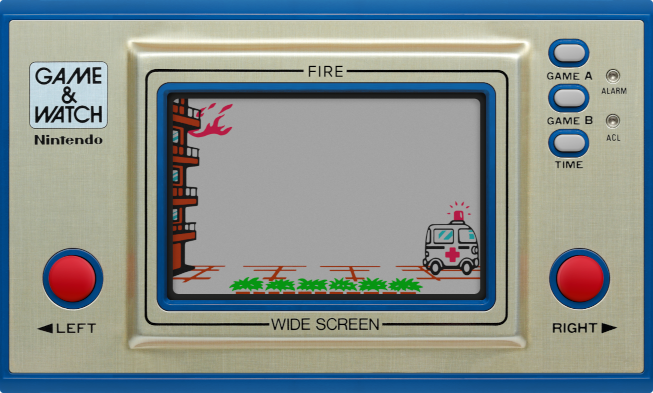 GAME
&
WATCH
Nintendo
FIRE
GAME A
ALARM
GAME B
ACL
TIME
◄LEFT
WIDE SCREEN
RIGHT►